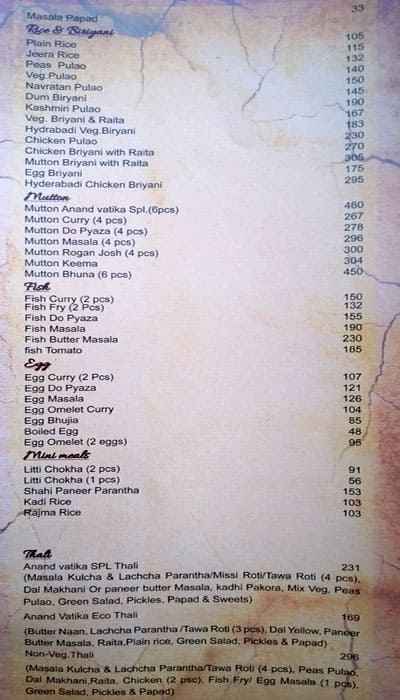 Masala Papad 33
Rice & Biriyani
Plain Rice 105
Jeera Rice 115
Peas Pulao 132
Veg.Pulao 140
Navratan Pulao 150
Dum Biryani 145
Kashmiri Pulao 190
Veg. Briyani & Raita 167
Hydrabadi Veg.Biryani 183
Chicken Pulao 230
Chicken Briyani with Raita 270
Mutton Briyani with Raita 305
Egg Briyani 175
Hyderabadi Chicken Briyani 295
Mutton
Mutton Anand vatika Spl.(6pcs) 460
Mutton Curry (4 pcs) 267
Mutton Do Pyaza (4 pcs) 278
Mutton Masala (4 pcs) 296
Mutton Rogan Josh (4 pcs) 300
Mutton Keema 304
Mutton Bhuna (6 pcs) 450
Fish
Fish Curry (2 pcs) 150
Fish Fry (2 Pcs) 132
Fish Do Pyaza 155
Fish Masala 190
Fish Butter Masala 230
fish Tomato 185
Egg
Egg Curry (2 Pcs) 107
Egg Do Pyaza 121
Egg Masala 126
Egg Omelet Curry 104
Egg Bhujia 85
Boiled Egg 48
Egg Omelet (2 eggs) 95
Mini meals
Litti Chokha (2 pcs) 91
Litti Chokha (1 pcs) 56
Shahi Paneer Parantha 153
Kadi Rice 103
Rajma Rice 103
Thali
Anand vatika SPL Thali 231
(Masala Kulcha & Lachcha Parantha/Missi Roti/Tawa Roti (4 pcs),
Dal Makhani Or paneer butter Masala, kadhi Pakora, Mix Veg, Peas
Pulao, Green Salad, Pickles, Papad & Sweets)
Anand Vatika Eco Thali 169
(Butter Naan, Lachcha Parantha /Tawa Roti (3 pcs), Dal Yellow, Paneer
Butter Masala, Raita,Plain rice, Green Salad, Pickles & Papad)
Non-Veg.Thali 296
(Masala Kulcha & Lachcha Parantha/Tawa Roti (4 pcs), Peas Pulao,
Dal Makhani,Raita, Chicken (2 psc), Fish Fry/ Egg Masala (1 pcs),
Green Salad, Pickles & Papad)